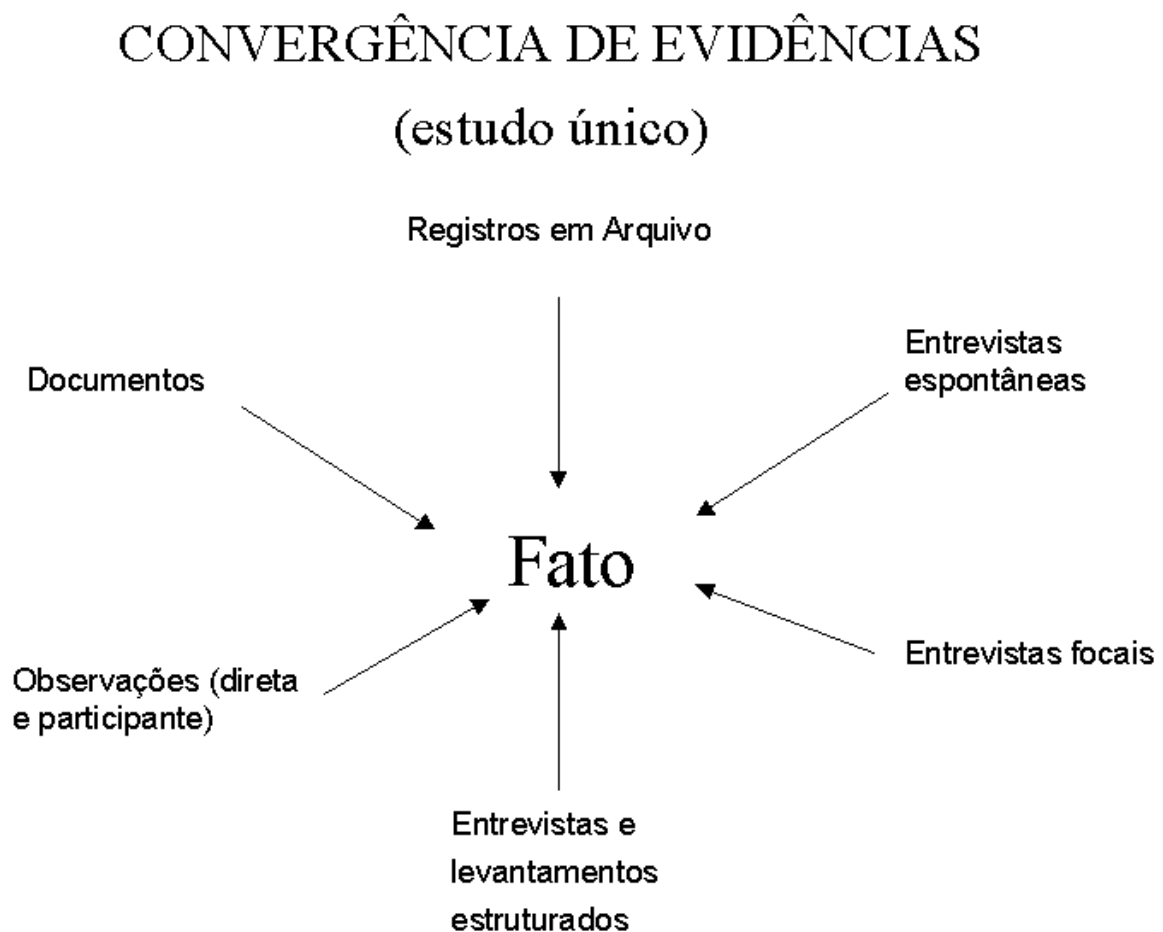 CONVERGÊNCIA DE EVIDÊNCIAS
(estudo único)
Registros em Arquivo
Entrevistas
espontâneas
Documentos
Fato
Entrevistas focais
Observações (direta
e participante)
Entrevistas e
levantamentos
estruturados